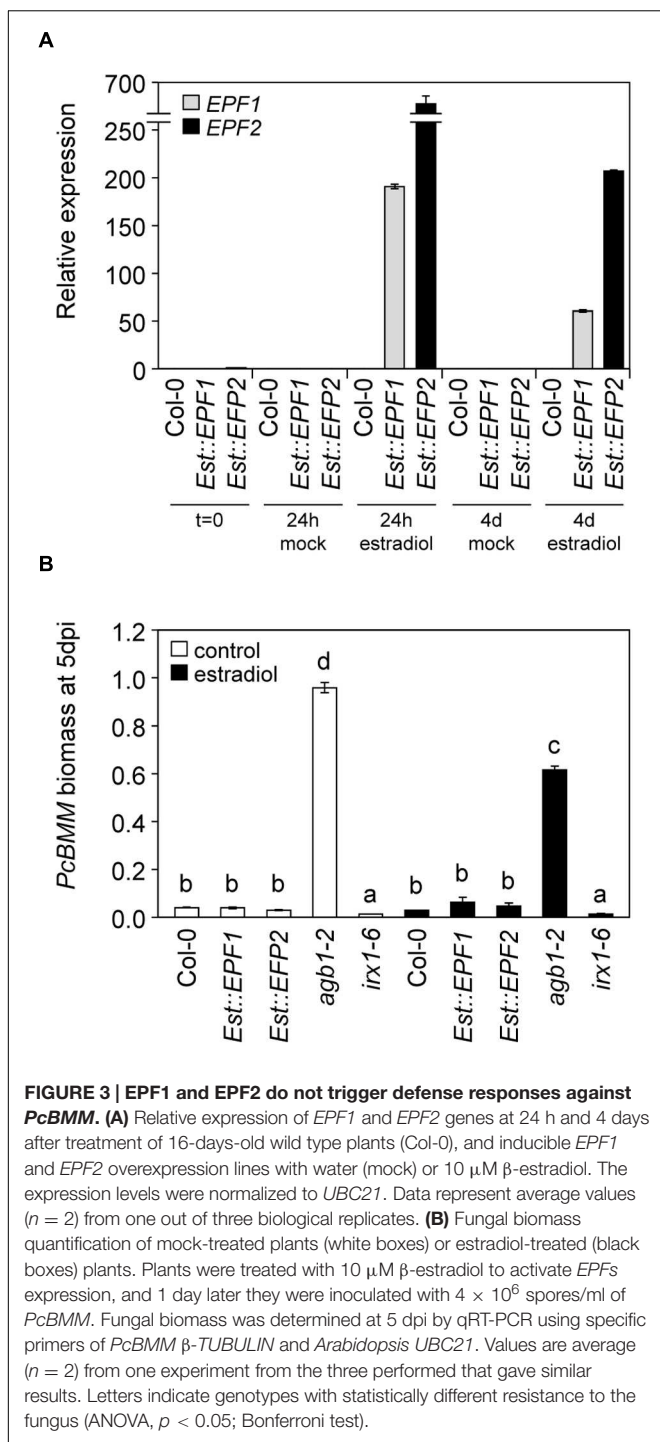 A
700
250
200
150
100
50
0
Relative expression
EPF1
EPF2
Col-0
Est::EPF1
Est::EFP2
Col-0
Est::EPF1
Est::EFP2
Col-0
Est::EPF1
Est::EFP2
Col-0
Est::EPF1
Est::EFP2
Col-0
Est::EPF1
Est::EFP2
t=0
24h mock
24h estradiol
4d mock
4d estradiol
B
1.2
1.0
0.8
0.6
0.4
0.2
0.0
PcBMM biomass at 5dpi
control
estradiol
b
b
b
d
a
b
b
b
c
a
Col-0
Est::EPF1
Est::EFP2
agb1-2
irx1-6
Col-0
Est::EPF1
Est::EPF2
agb1-2
irx1-6
FIGURE 3 | EPF1 and EPF2 do not trigger defense responses against
PcBMM. (A) Relative expression of EPF1 and EPF2 genes at 24 h and 4 days
after treatment of 16-days-old wild type plants (Col-0), and inducible EPF1
and EPF2 overexpression lines with water (mock) or 10 μM β-estradiol. The
expression levels were normalized to UBC21. Data represent average values
(n = 2) from one out of three biological replicates. (B) Fungal biomass
quantification of mock-treated plants (white boxes) or estradiol-treated (black
boxes) plants. Plants were treated with 10 μM β-estradiol to activate EPFs
expression, and 1 day later they were inoculated with 4 × 10⁶ spores/ml of
PcBMM. Fungal biomass was determined at 5 dpi by qRT-PCR using specific
primers of PcBMM β-TUBULIN and Arabidopsis UBC21. Values are average
(n = 2) from one experiment from the three performed that gave similar
results. Letters indicate genotypes with statistically different resistance to the
fungus (ANOVA, p < 0.05; Bonferroni test).